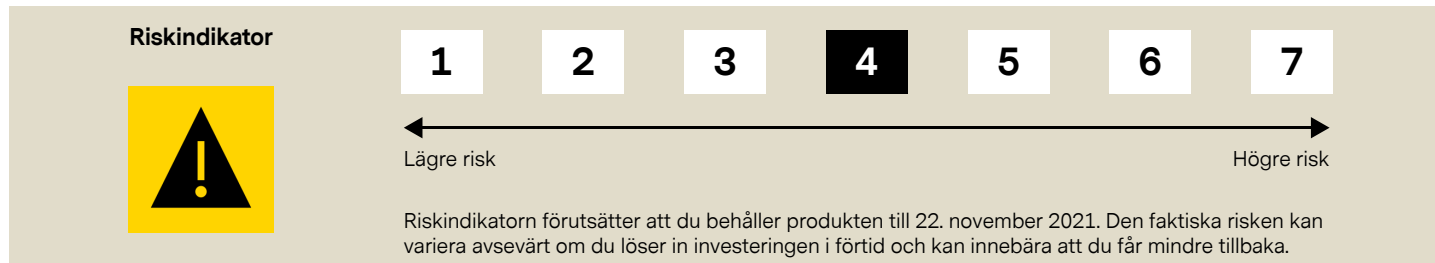 Riskindikator
1 2 3 4 5 6 7
!
Lägre risk Högre risk
Riskindikatorn förutsätter att du behåller produkten till 22. november 2021. Den faktiska risken kan
variera avsevärt om du löser in investeringen i förtid och kan innebära att du får mindre tillbaka.